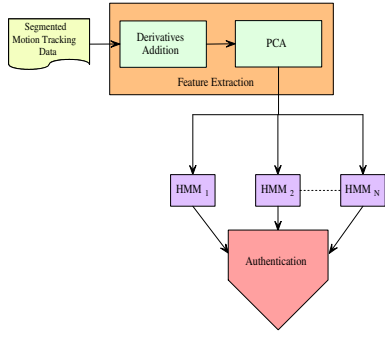 Segmented
Motion Tracking
Data
Derivatives
Addition
PCA
Feature Extraction
HMM 1
HMM 2
HMM N
Authentication